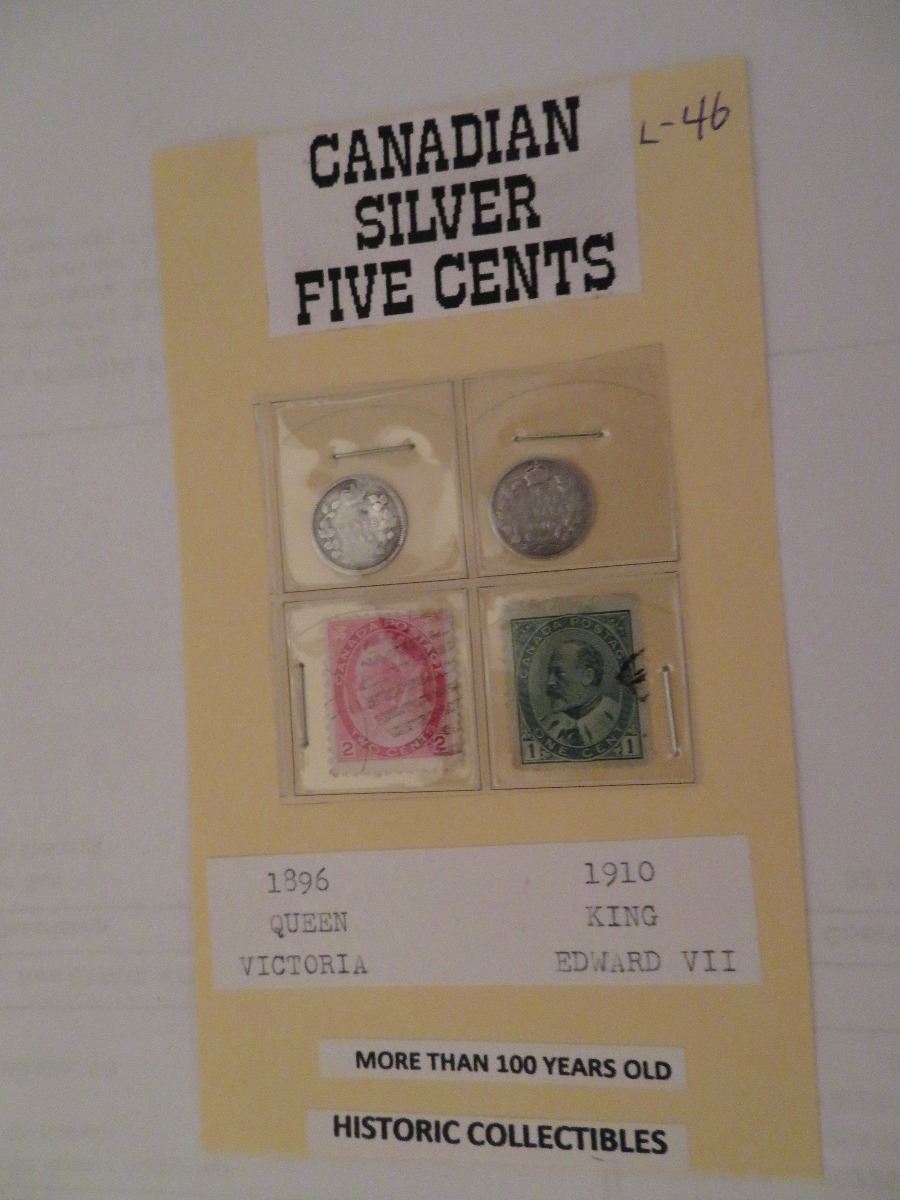 CANADIAN
SILVER
FIVE CENTS
L-46
CANADA POSTAGE
2 2
TWO CENTS
CANADA POSTAGE
1 1
ONE CENT
1896
QUEEN
VICTORIA
1910
KING
EDWARD VII
MORE THAN 100 YEARS OLD
HISTORIC COLLECTIBLES